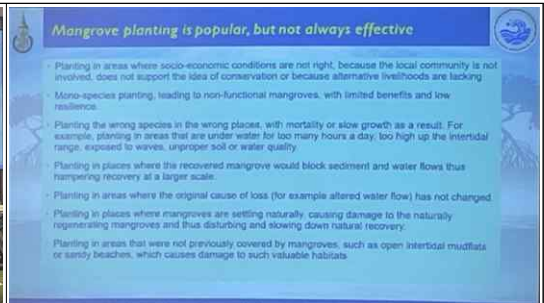 Mangrove planting is popular, but not always effective
Planting in areas where socio-economic conditions are not right, because the local community is not
involved, does not support the idea of conservation or because alternative livelihoods are lacking
Mono-species planting, leading to non-functional mangroves, with limited benefits and low
resilience.
Planting the wrong species in the wrong places, with mortality or slow growth as a result. For
example, planting in areas that are under water for too many hours a day, too high up the intertidal
range, exposed to waves, unproper soil or water quality.
Planting in places where the recovered mangrove would block sediment and water flows thus
hampering recovery at a larger scale.
Planting in areas where the original cause of loss (for example altered water flow) has not changed.
Planting in places where mangroves are settling naturally, causing damage to the naturally
regenerating mangroves and thus disturbing and slowing down natural recovery.
Planting in areas that were not previously covered by mangroves, such as open intertidal mudflats
or sandy beaches, which causes damage to such valuable habitats